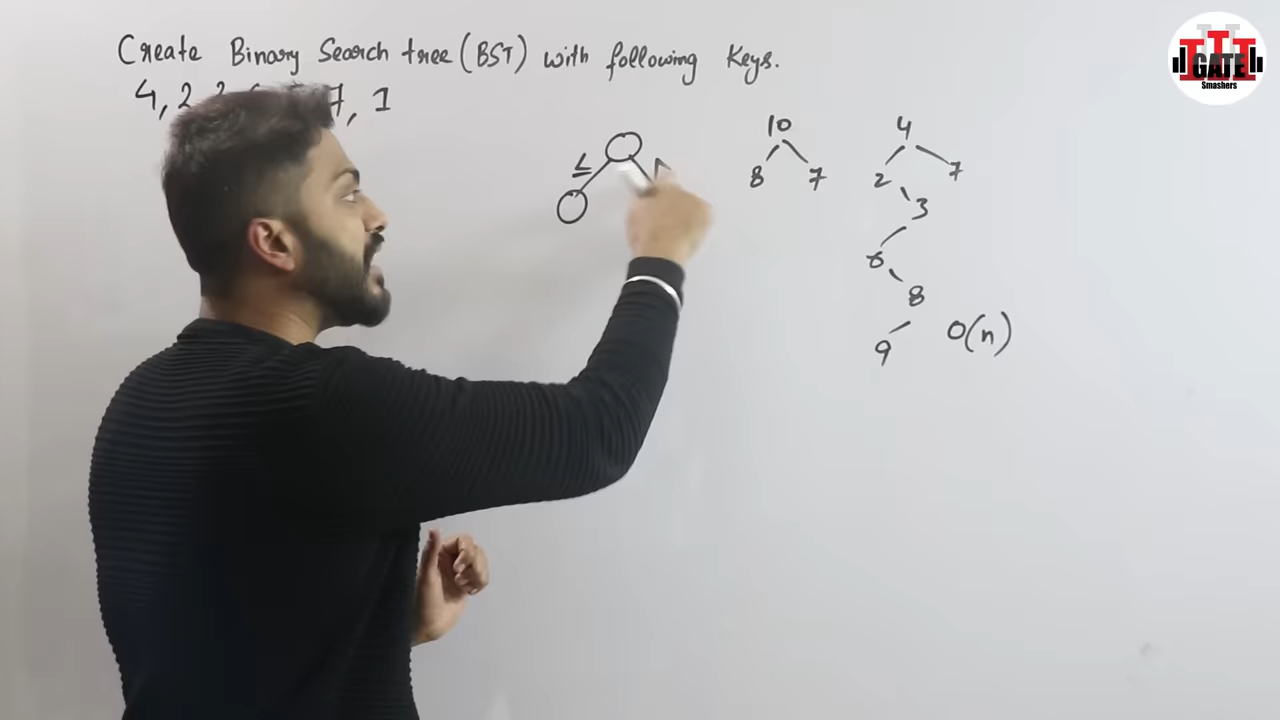 Create Binary Search tree (BST) with following Keys.
4, 2, 7, 1
≤
10
8 7
4
2 7
3
6
8
9 O(n)
GATE
Smashers